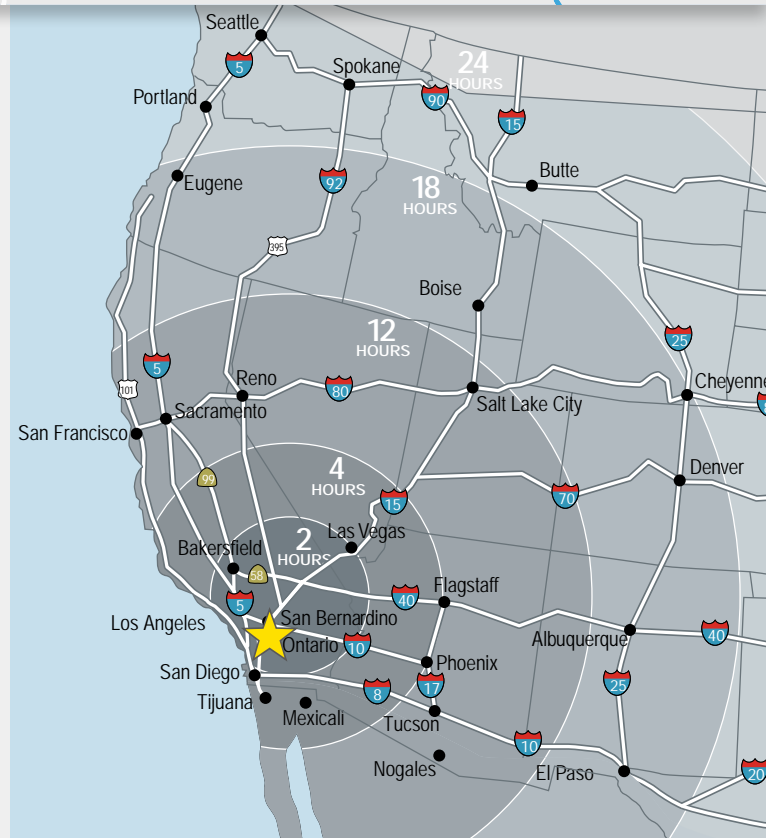 Seattle
24
HOURS
5
Spokane
Portland
90
15
Butte
92
Eugene
18
HOURS
395
Boise
12
HOURS
25
5
Reno
80
Cheyenne
101
Sacramento
Salt Lake City
San Francisco
4
HOURS
Denver
99
15
70
2
HOURS
Las Vegas
Bakersfield
58
5
40
Flagstaff
Los Angeles
San Bernardino
Ontario
10
Albuquerque
40
San Diego
Phoenix
8
17
25
Tijuana
Mexicali
Tucson
10
Nogales
El Paso
20